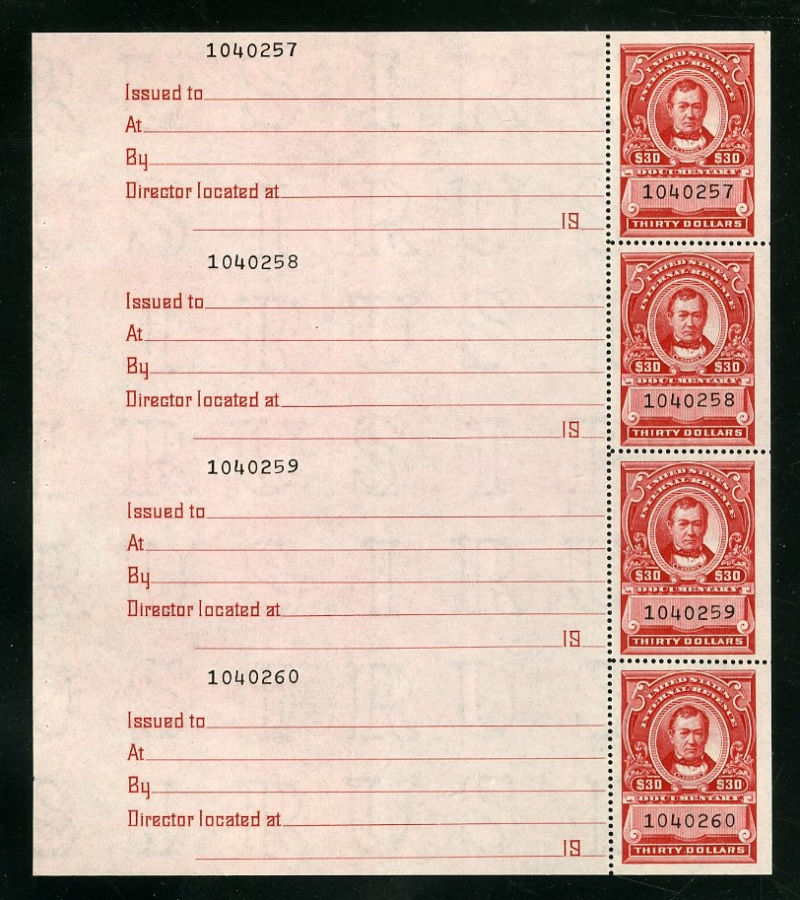 1040257
Issued to
At
By
Director located at
19
UNITED STATES
INTERNAL REVENUE
$30 $30
DOCUMENTARY
1040257
THIRTY DOLLARS
1040258
Issued to
At
By
Director located at
19
UNITED STATES
INTERNAL REVENUE
$30 $30
DOCUMENTARY
1040258
THIRTY DOLLARS
1040259
Issued to
At
By
Director located at
19
UNITED STATES
INTERNAL REVENUE
$30 $30
DOCUMENTARY
1040259
THIRTY DOLLARS
1040260
Issued to
At
By
Director located at
19
UNITED STATES
INTERNAL REVENUE
$30 $30
DOCUMENTARY
1040260
THIRTY DOLLARS